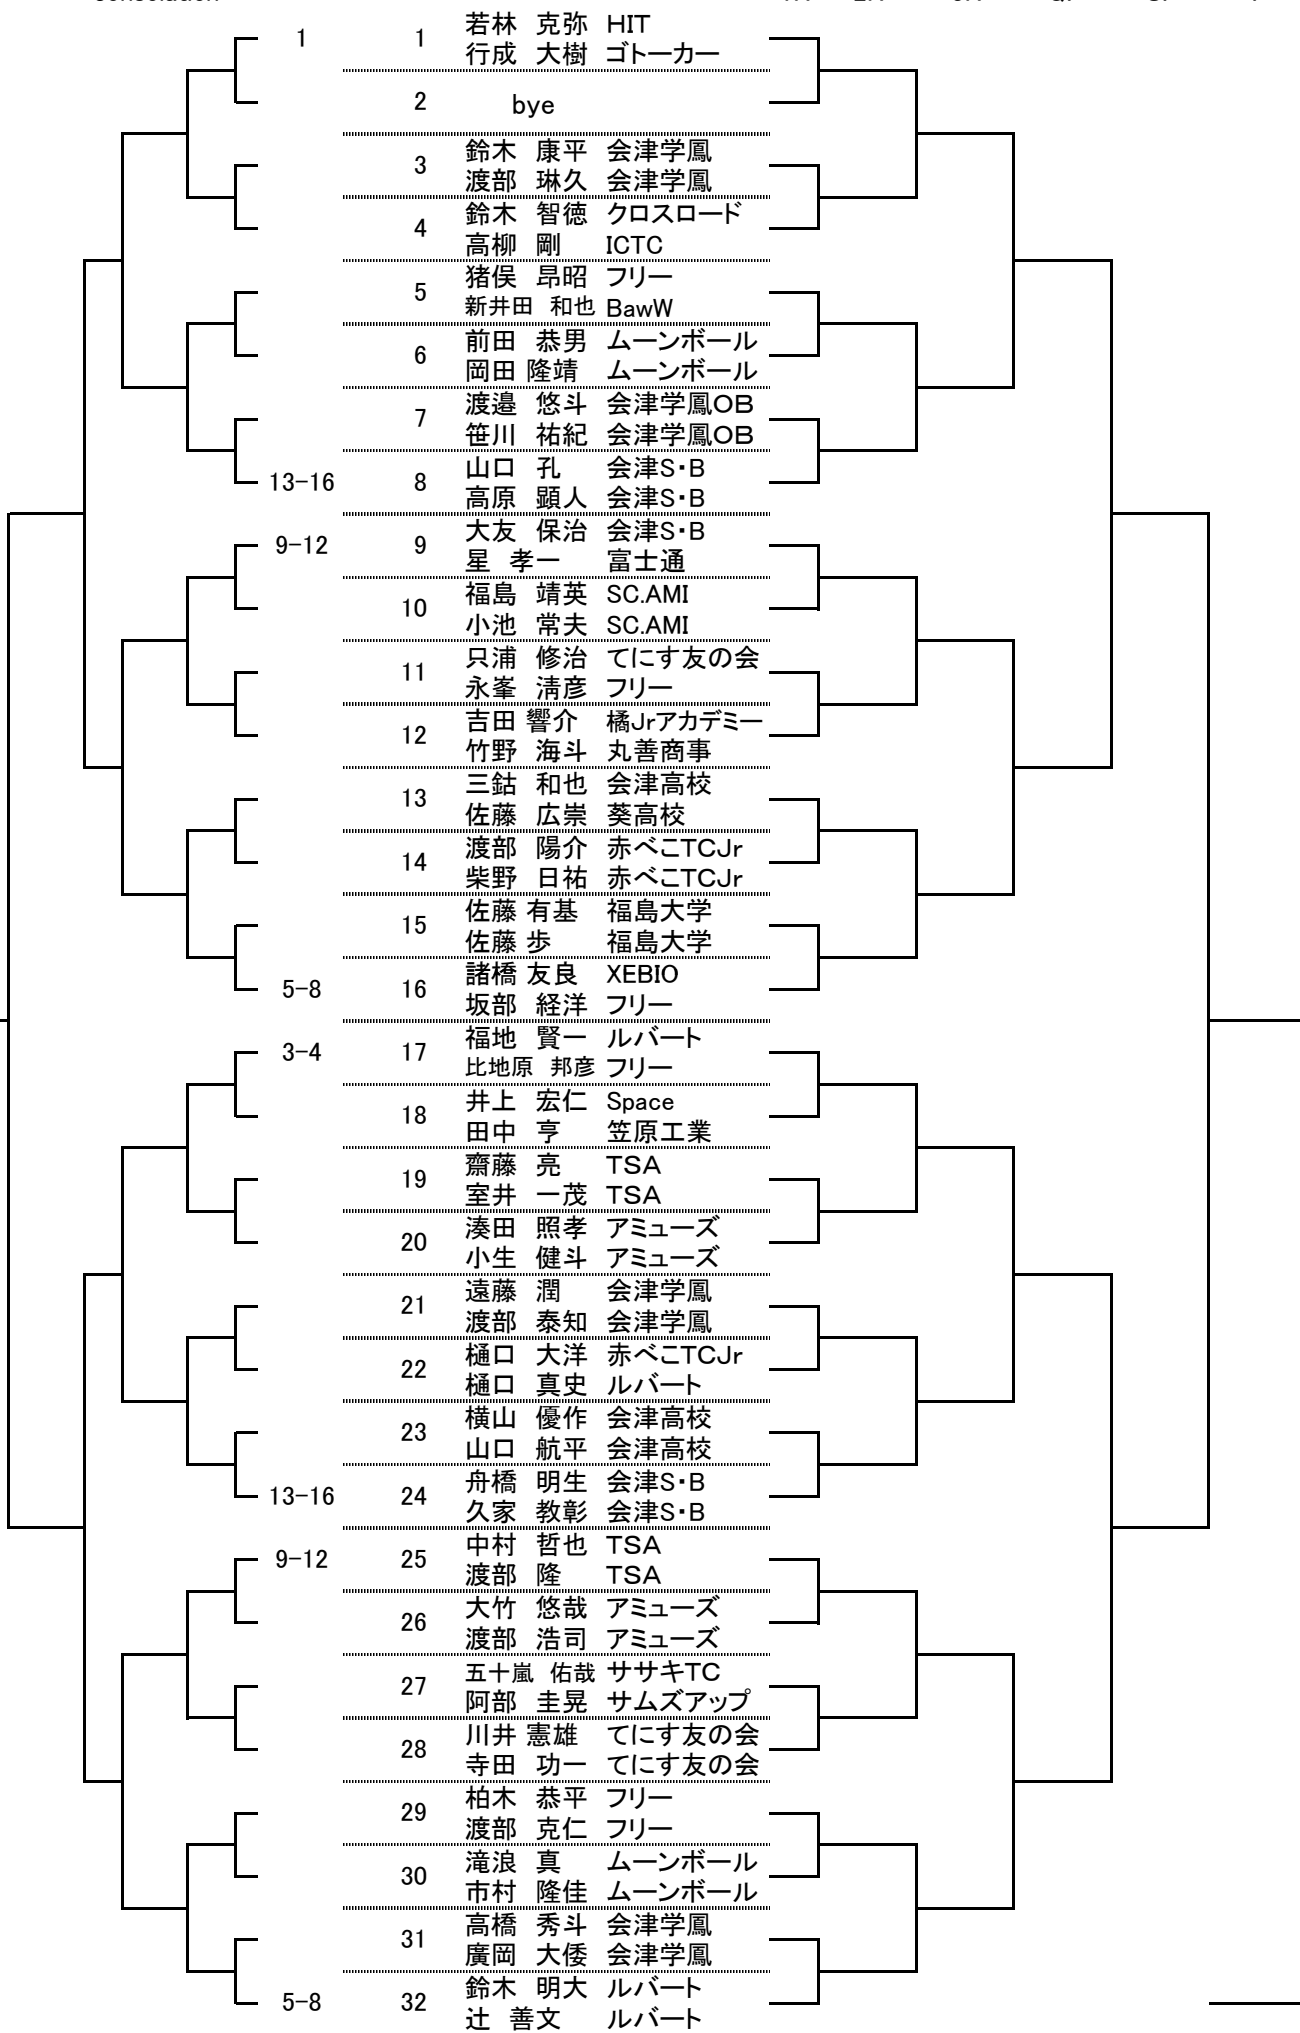 1 1 若林 克弥 HIT
行成 大樹 ゴトーカー
2 bye
3 鈴木 康平 会津学鳳
渡部 琳久 会津学鳳
4 鈴木 智徳 クロスロード
高柳 剛 ICTC
5 猪俣 昂昭 フリー
新井田 和也 BawW
6 前田 恭男 ムーンボール
岡田 隆靖 ムーンボール
7 渡邉 悠斗 会津学鳳OB
笹川 祐紀 会津学鳳OB
13-16 8 山口 孔 会津S・B
高原 顕人 会津S・B
9-12 9 大友 保治 会津S・B
星 孝一 富士通
10 福島 靖英 SC.AMI
小池 常夫 SC.AMI
11 只浦 修治 てにす友の会
永峯 淸彦 フリー
12 吉田 響介 橘Jrアカデミー
竹野 海斗 丸善商事
13 三鈷 和也 会津高校
佐藤 広崇 葵高校
14 渡部 陽介 赤べこTCJr
柴野 日祐 赤べこTCJr
15 佐藤 有基 福島大学
佐藤 歩 福島大学
5-8 16 諸橋 友良 XEBIO
坂部 経洋 フリー
3-4 17 福地 賢一 ルバート
比地原 邦彦 フリー
18 井上 宏仁 Space
田中 亨 笠原工業
19 齋藤 亮 TSA
室井 一茂 TSA
20 湊田 照孝 アミューズ
小生 健斗 アミューズ
21 遠藤 潤 会津学鳳
渡部 泰知 会津学鳳
22 樋口 大洋 赤べこTCJr
樋口 真史 ルバート
23 横山 優作 会津高校
山口 航平 会津高校
13-16 24 舟橋 明生 会津S・B
久家 教彰 会津S・B
9-12 25 中村 哲也 TSA
渡部 隆 TSA
26 大竹 悠哉 アミューズ
渡部 浩司 アミューズ
27 五十嵐 佑哉 ササキTC
阿部 圭晃 サムズアップ
28 川井 憲雄 てにす友の会
寺田 功一 てにす友の会
29 柏木 恭平 フリー
渡部 克仁 フリー
30 滝浪 真 ムーンボール
市村 隆佳 ムーンボール
31 高橋 秀斗 会津学鳳
廣岡 大倭 会津学鳳
5-8 32 鈴木 明大 ルバート
辻 善文 ルバート